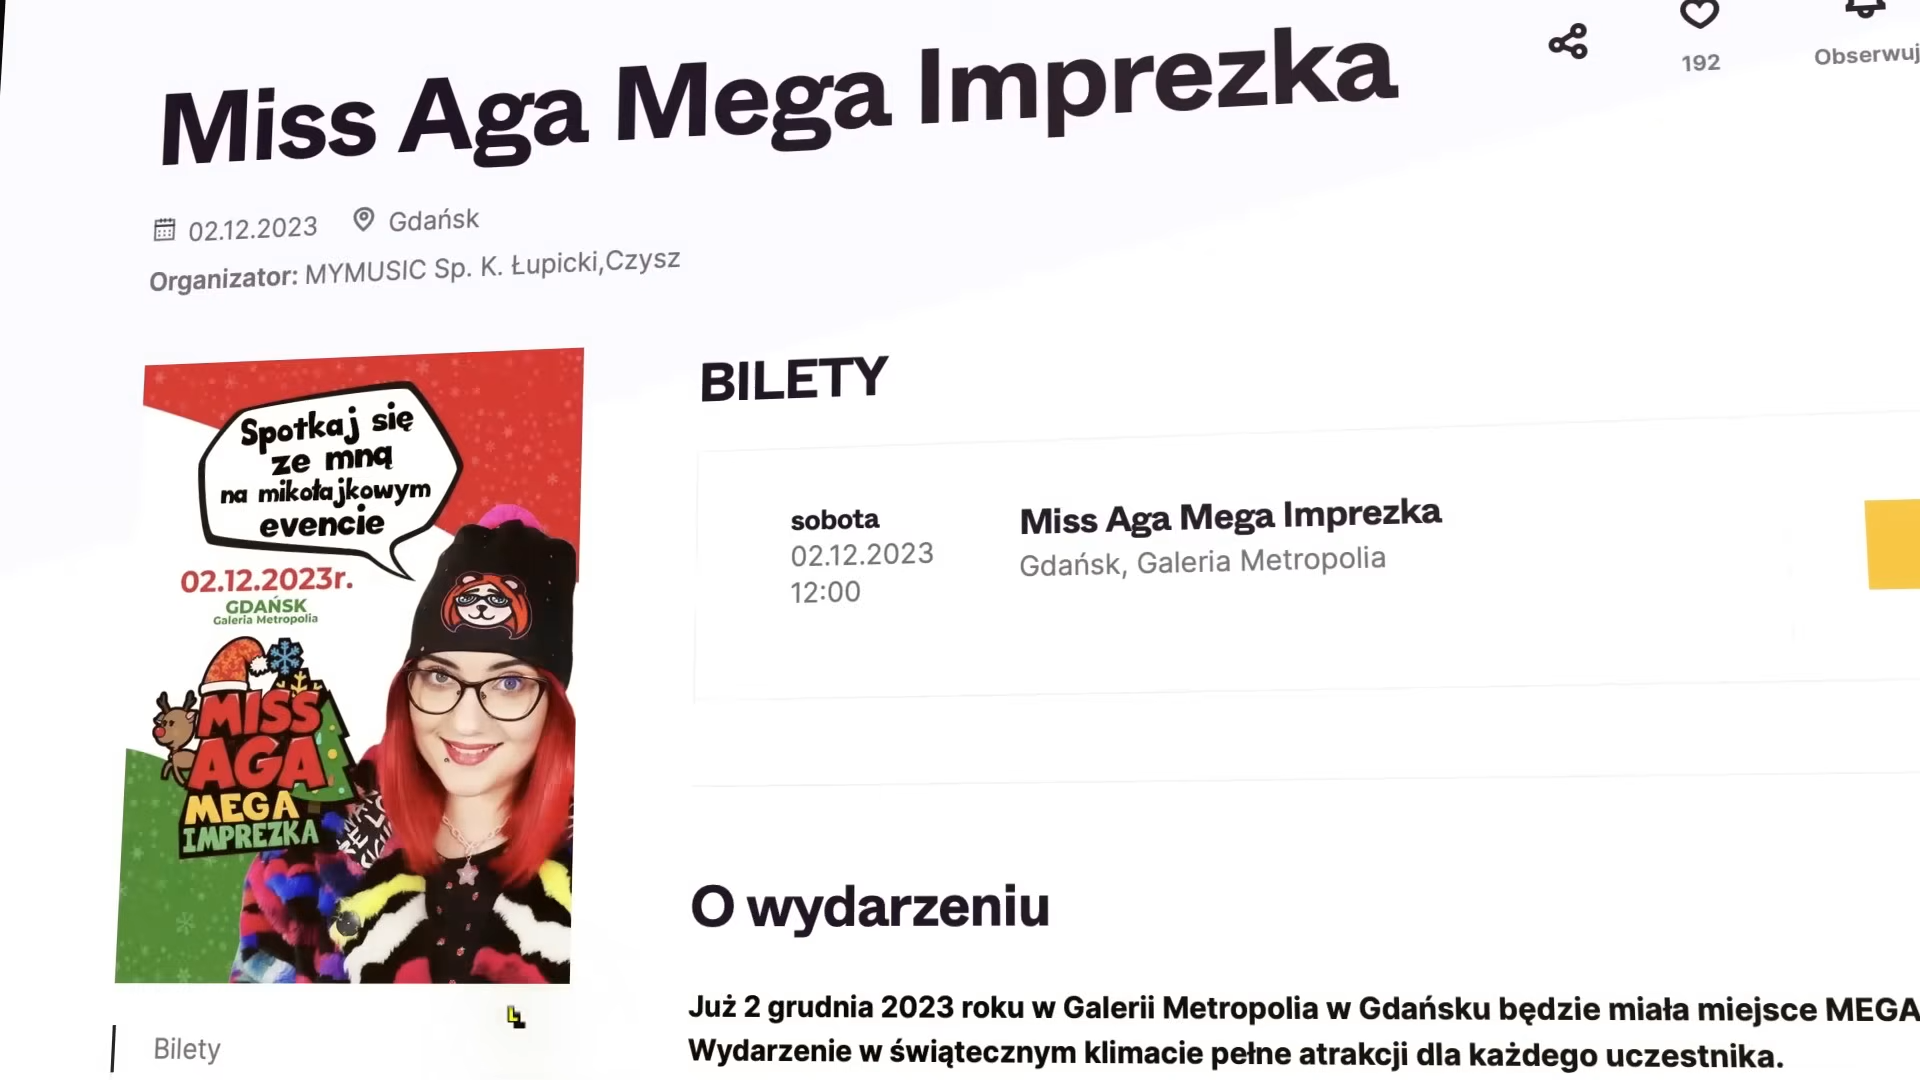 Miss Aga Mega Imprezka
192
Obserwuj
02.12.2023 Gdańsk
Organizator: MYMUSIC Sp. K. Łupicki,Czysz
Spotkaj się
ze mną
na mikołajkowym
evencie
02.12.2023r.
GDAŃSK
Galeria Metropolia
MISS
AGA
MEGA
IMPREZKA
Bilety
BILETY
sobota
02.12.2023
12:00
Miss Aga Mega Imprezka
Gdańsk, Galeria Metropolia
O wydarzeniu
Już 2 grudnia 2023 roku w Galerii Metropolia w Gdańsku będzie miała miejsce MEGA
Wydarzenie w świątecznym klimacie pełne atrakcji dla każdego uczestnika.